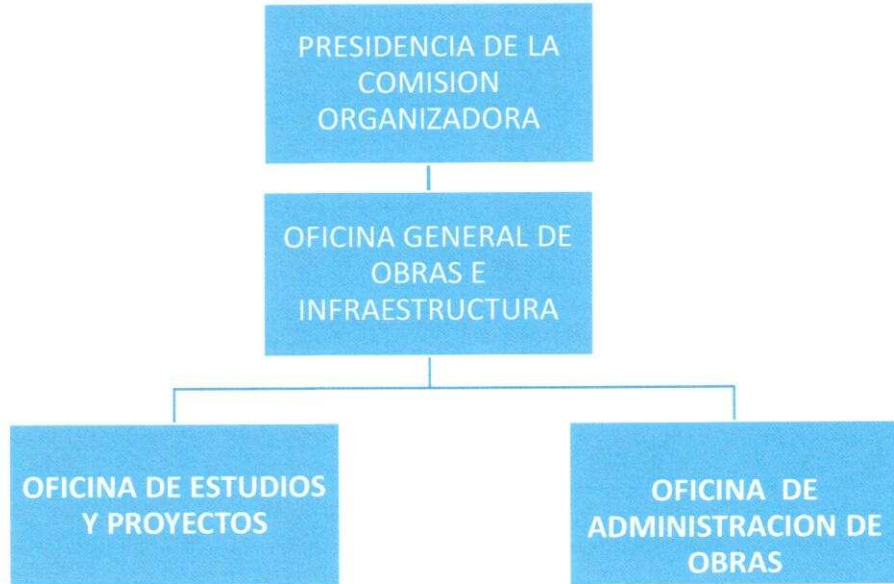 PRESIDENCIA DE LA
COMISION
ORGANIZADORA
OFICINA GENERAL DE
OBRAS E
INFRAESTRUCTURA
OFICINA DE ESTUDIOS
Y PROYECTOS
OFICINA DE
ADMINISTRACION DE
OBRAS